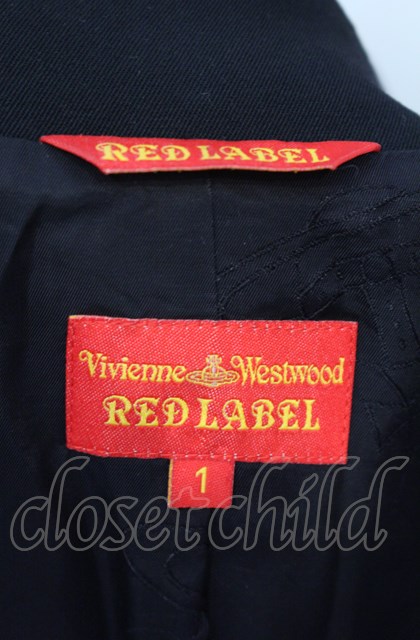 RED LABEL
Vivienne Westwood
RED LABEL
1
closet child